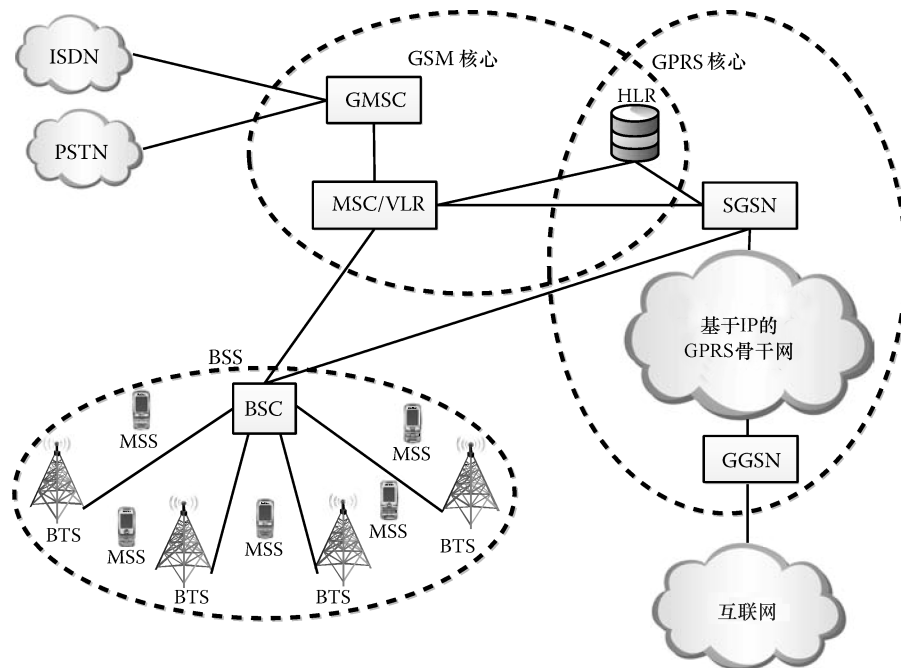 ISDN
GSM 核心
GPRS 核心
HLR
GMSC
PSTN
MSC/VLR
SGSN
基于IP的
GPRS骨干网
BSS
BSC
MSS
MSS
GGSN
BTS
MSS
MSS
MSS
BTS
BTS
BTS
互联网